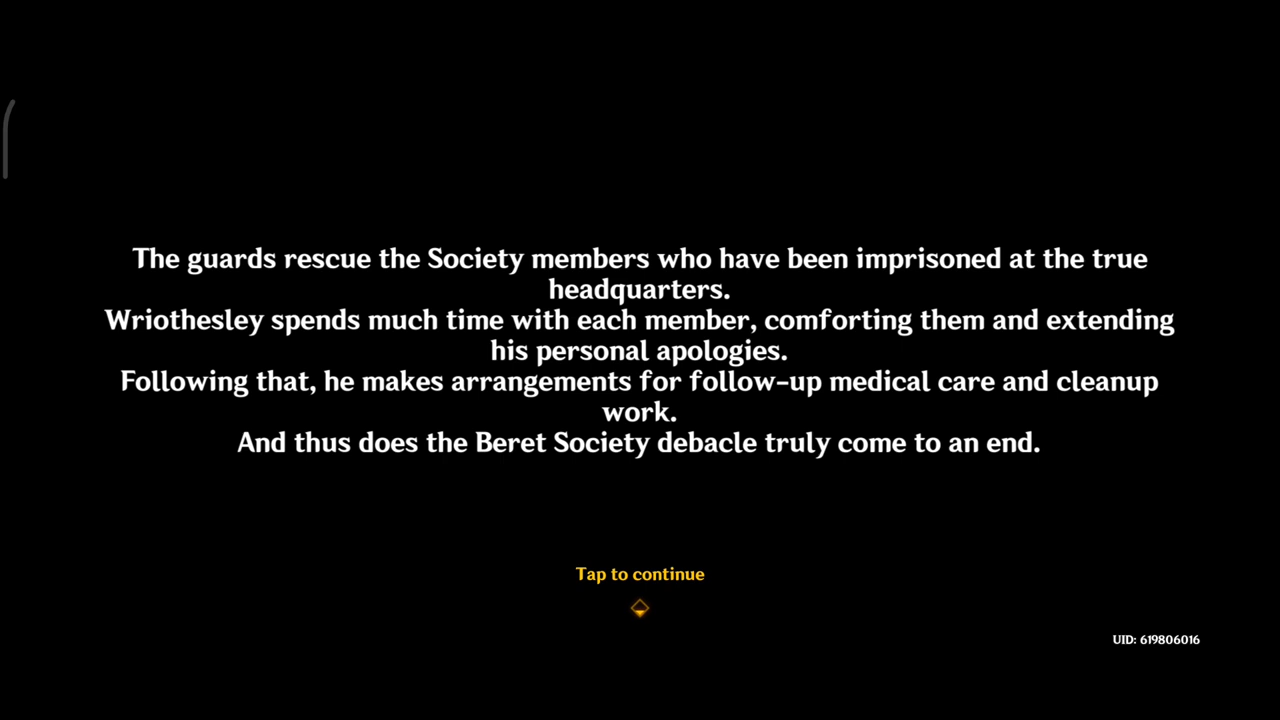 The guards rescue the Society members who have been imprisoned at the true
headquarters.
Wriothesley spends much time with each member, comforting them and extending
his personal apologies.
Following that, he makes arrangements for follow-up medical care and cleanup
work.
And thus does the Beret Society debacle truly come to an end.
Tap to continue
UID: 619806016